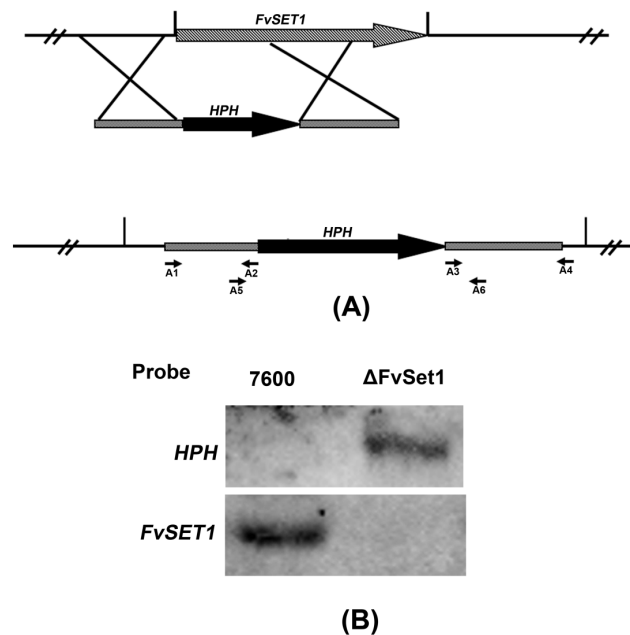 FvSET1
HPH
HPH
A1 A2 A3 A4
A5 A6
(A)
Probe 7600 ΔFvSet1
HPH
FvSET1
(B)